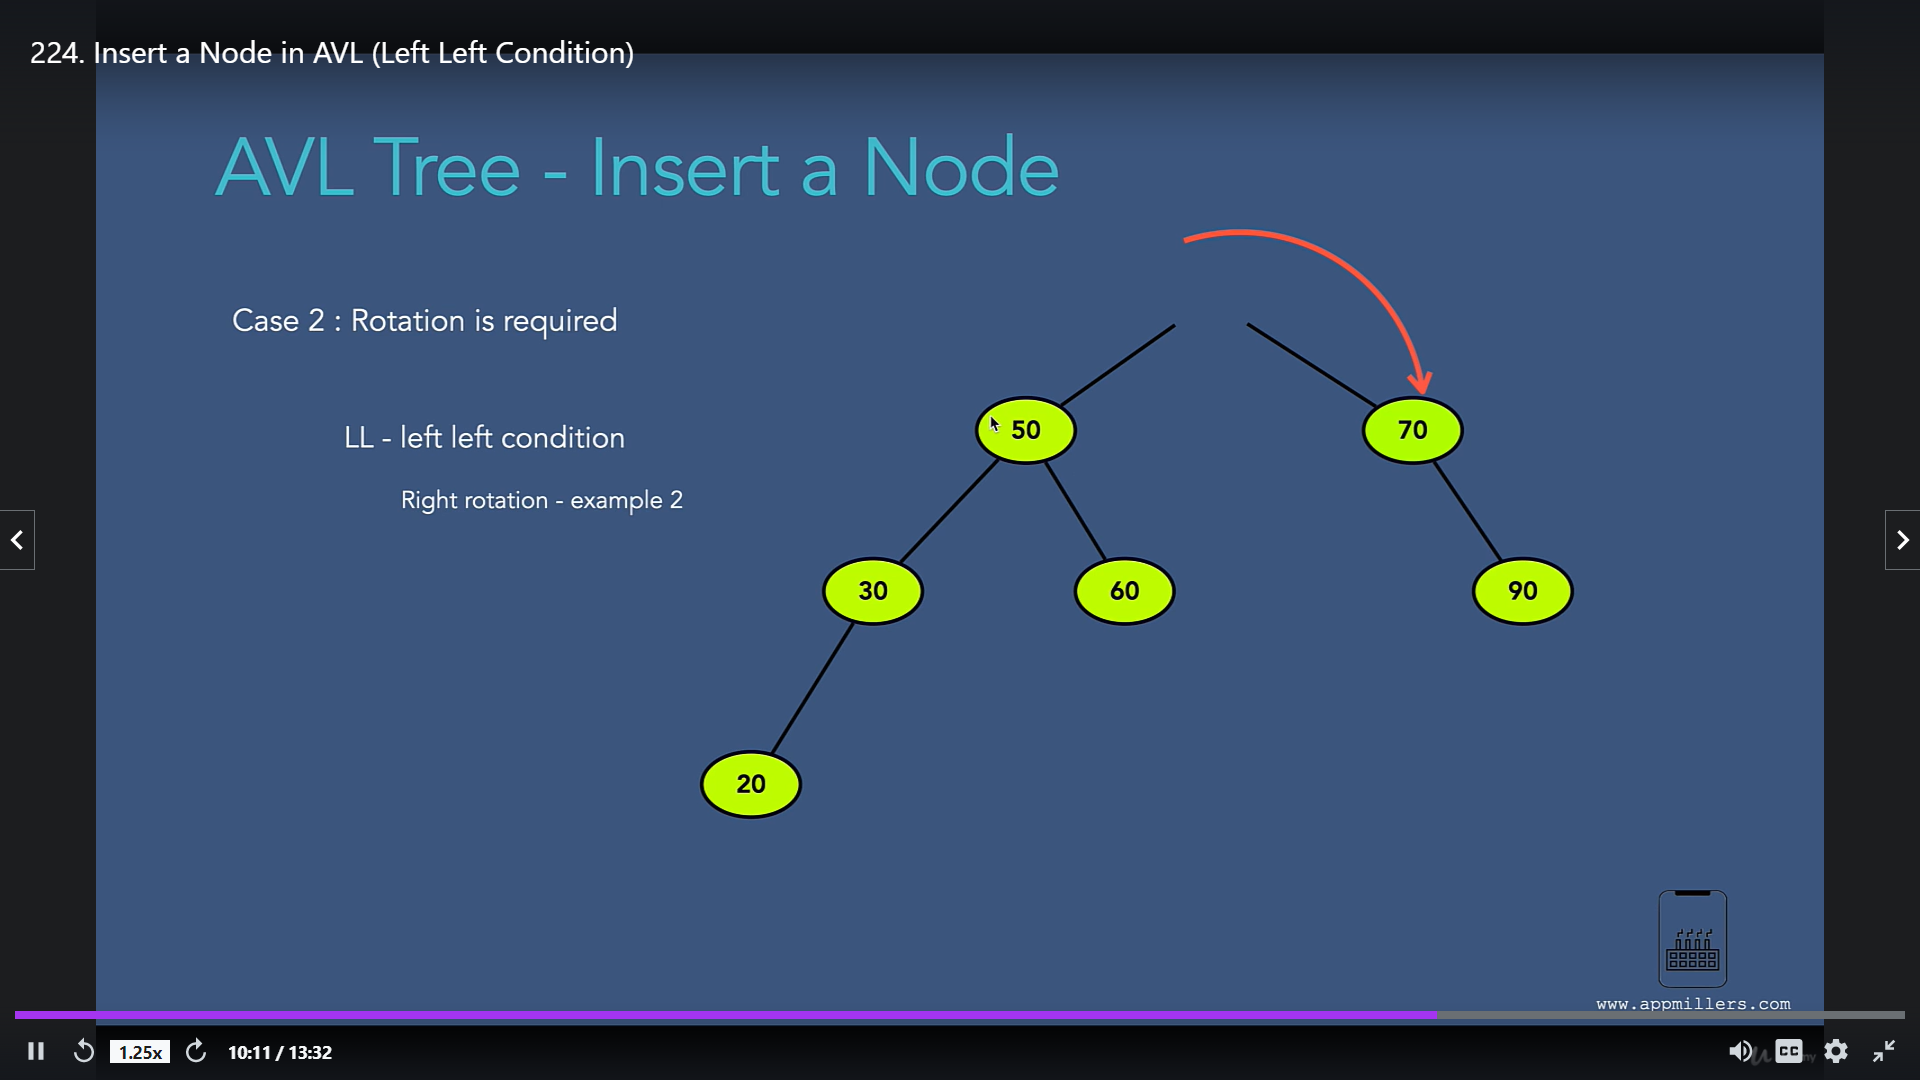 224. Insert a Node in AVL (Left Left Condition)
AVL Tree - Insert a Node
Case 2 : Rotation is required
LL - left left condition
Right rotation - example 2
50
70
30
60
90
20
www.appmillers.com
1.25x
10:11 / 13:32
CC